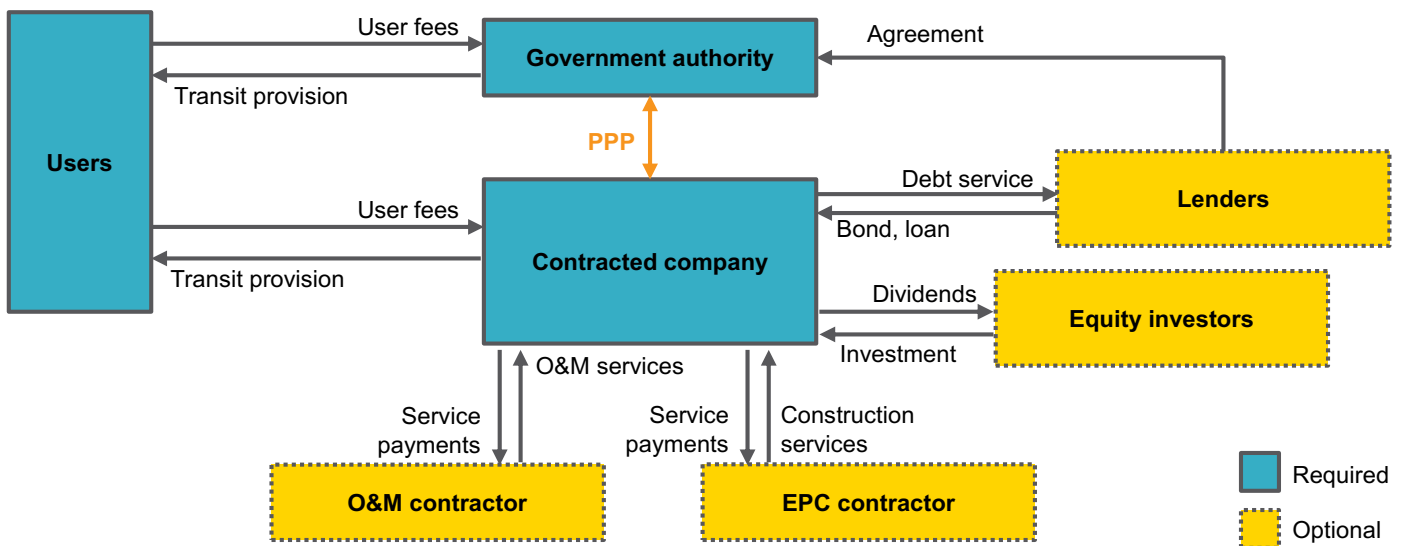 User fees
Government authority
Agreement
Transit provision
PPP
Users
User fees
Contracted company
Transit provision
Debt service
Lenders
Bond, loan
Dividends
Equity investors
Investment
O&M services
Service
payments
Service
payments
Construction
services
O&M contractor
EPC contractor
Required
Optional